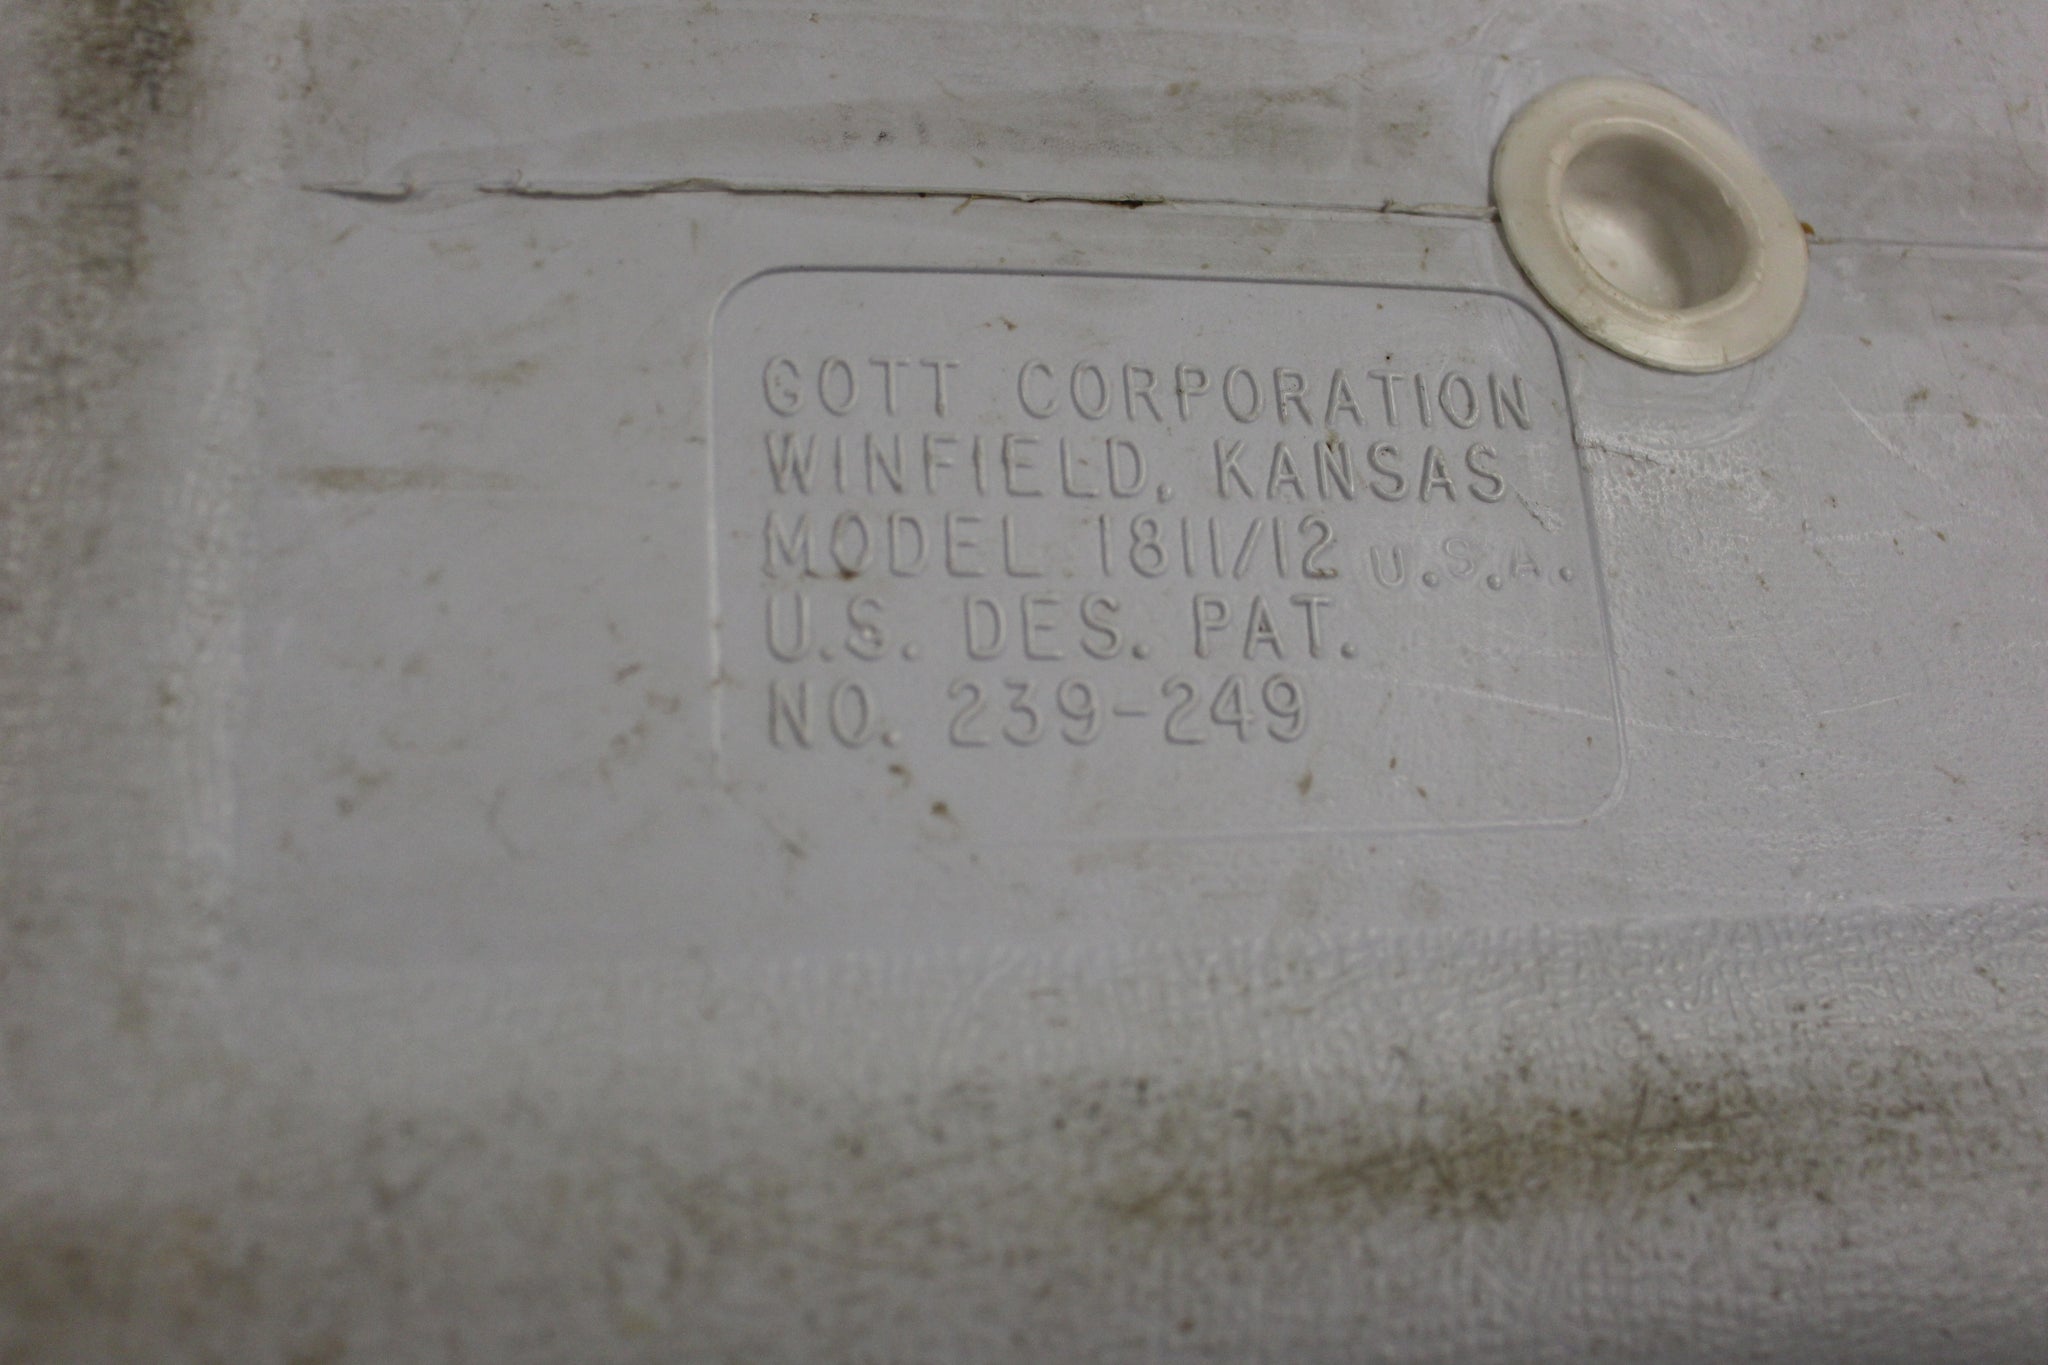 GOTT CORPORATION
WINFIELD, KANSAS
MODEL 1811/12 U.S.A.
U.S. DES. PAT.
NO. 239-249